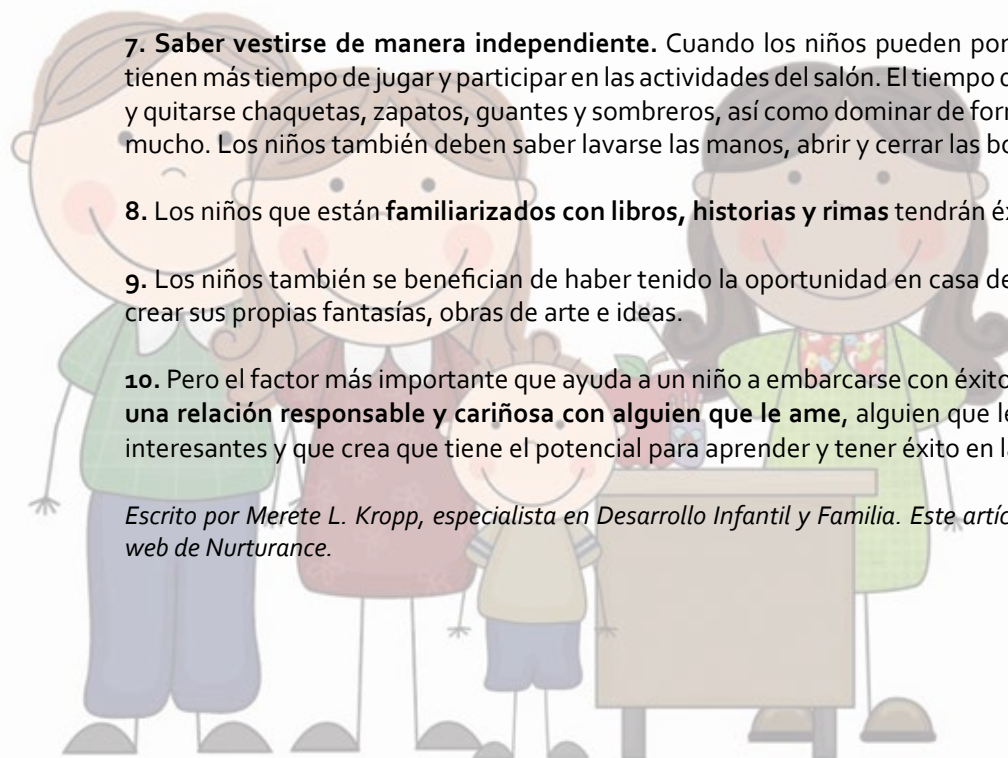 7. Saber vestirse de manera independiente. Cuando los niños pueden por
tienen más tiempo de jugar y participar en las actividades del salón. El tiempo
y quitarse chaquetas, zapatos, guantes y sombreros, así como dominar de for
mucho. Los niños también deben saber lavarse las manos, abrir y cerrar las bo
8. Los niños que están familiarizados con libros, historias y rimas tendrán éx
9. Los niños también se benefician de haber tenido la oportunidad en casa de
crear sus propias fantasías, obras de arte e ideas.
10. Pero el factor más importante que ayuda a un niño a embarcarse con éxito
una relación responsable y cariñosa con alguien que le ame, alguien que le
interesantes y que crea que tiene el potencial para aprender y tener éxito en la
Escrito por Merete L. Kropp, especialista en Desarrollo Infantil y Familia. Este artíc
web de Nurturance.